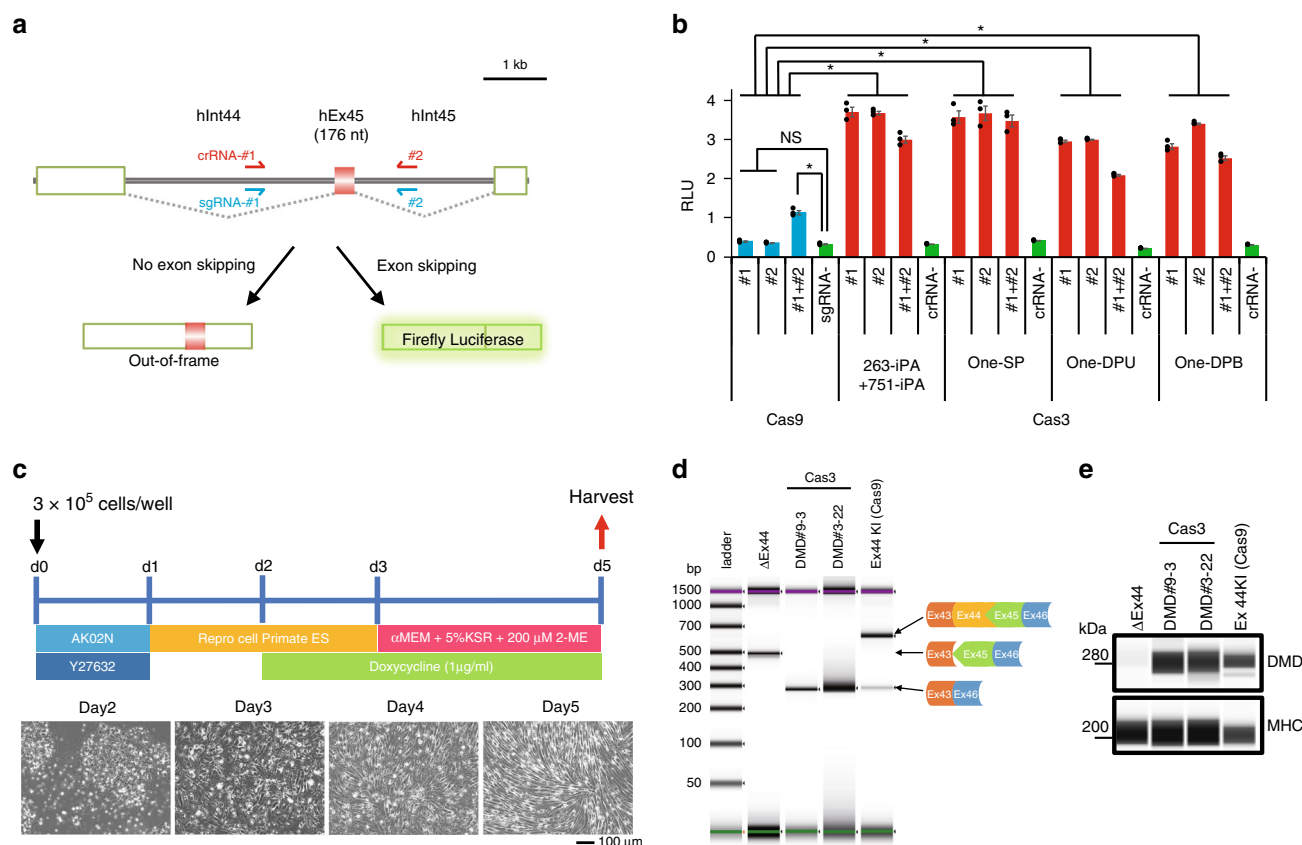 a
1 kb
hInt44
hEx45
(176 nt)
hInt45
crRNA-#1
#2
sgRNA-#1
#2
No exon skipping
Exon skipping
Out-of-frame
Firefly Luciferase
b
*
*
*
*
NS
*
RLU
4
3
2
1
0
#1
#2
#1+#2
sgRNA-
#1
#2
#1+#2
crRNA-
#1
#2
#1+#2
crRNA-
#1
#2
#1+#2
crRNA-
#1
#2
#1+#2
crRNA-
263-iPA
+751-iPA
One-SP
One-DPU
One-DPB
Cas9
Cas3
c
3 × 10⁵ cells/well
Harvest
d0
d1
d2
d3
d5
AK02N
Repro cell Primate ES
αMEM + 5%KSR + 200 μM 2-ME
Y27632
Doxycycline (1μg/ml)
Day2
Day3
Day4
Day5
100 μm
d
Cas3
ladder
ΔEx44
DMD#9-3
DMD#3-22
Ex44 KI (Cas9)
bp
1500
1000
700
500
400
300
200
100
50
Ex43 Ex44 Ex45 Ex46
Ex43 Ex45 Ex46
Ex43 Ex46
e
Cas3
ΔEx44
DMD#9-3
DMD#3-22
Ex 44KI (Cas9)
kDa
280
DMD
200
MHC